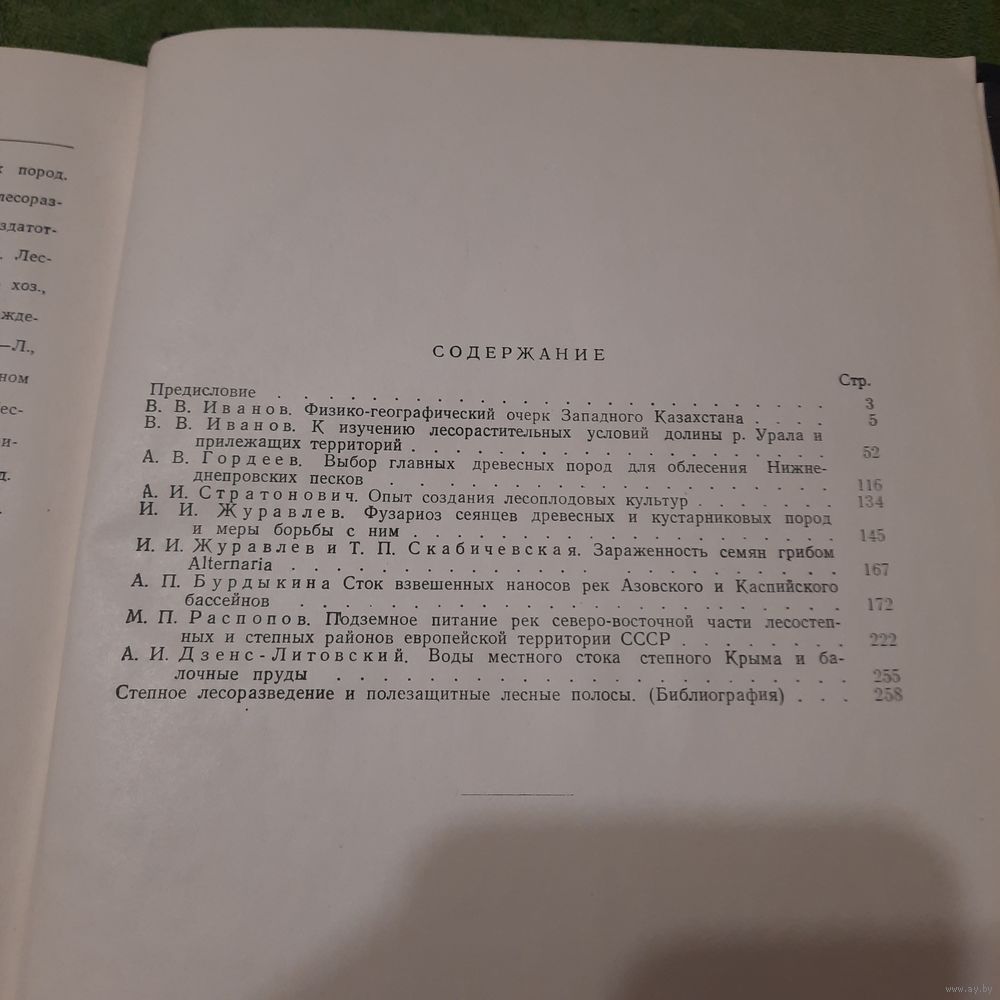 пород.
лесораз-
здатот-
Лес-
хоз.,
жде-
—Л.,
ном
ес-
и-
д.
СОДЕРЖАНИЕ
Стр.
Предисловие . . . . . . . . . . . . . . . . . . . 3
В. В. Иванов. Физико-географический очерк Западного Казахстана . . . . 5
В. В. Иванов. К изучению лесорастительных условий долины р. Урала и
прилежащих территорий . . . . . . . . . . . . . . . 52
А. В. Гордеев. Выбор главных древесных пород для облесения Нижне-
днепровских песков . . . . . . . . . . . . . . . 116
А. И. Стратонович. Опыт создания лесоплодовых культур . . . . . . 134
И. И. Журавлев. Фузариоз сеянцев древесных и кустарниковых пород
и меры борьбы с ним . . . . . . . . . . . . . . . 145
И. И. Журавлев и Т. П. Скабичевская. Зараженность семян грибом
Alternaria . . . . . . . . . . . . . . . . . . . 167
А. П. Бурдыкина Сток взвешенных наносов рек Азовского и Каспийского
бассейнов . . . . . . . . . . . . . . . . . . 172
М. П. Распопов. Подземное питание рек северо-восточной части лесостеп-
ных и степных районов европейской территории СССР . . . . . . 222
А. И. Дзенс-Литовский. Воды местного стока степного Крыма и ба-
лочные пруды . . . . . . . . . . . . . . . . . 255
Степное лесоразведение и полезащитные лесные полосы. (Библиография) . . . 258
www.ay.by